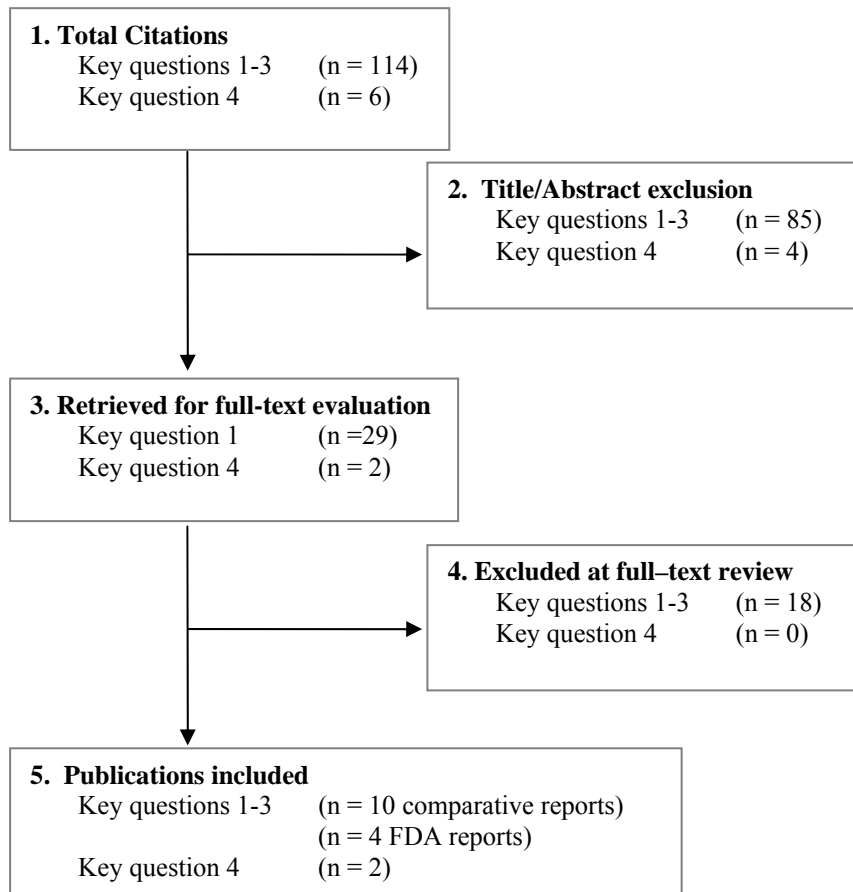 1. Total Citations
Key questions 1-3 (n = 114)
Key question 4 (n = 6)
2. Title/Abstract exclusion
Key questions 1-3 (n = 85)
Key question 4 (n = 4)
3. Retrieved for full-text evaluation
Key question 1 (n =29)
Key question 4 (n = 2)
4. Excluded at full–text review
Key questions 1-3 (n = 18)
Key question 4 (n = 0)
5. Publications included
Key questions 1-3 (n = 10 comparative reports)
(n = 4 FDA reports)
Key question 4 (n = 2)